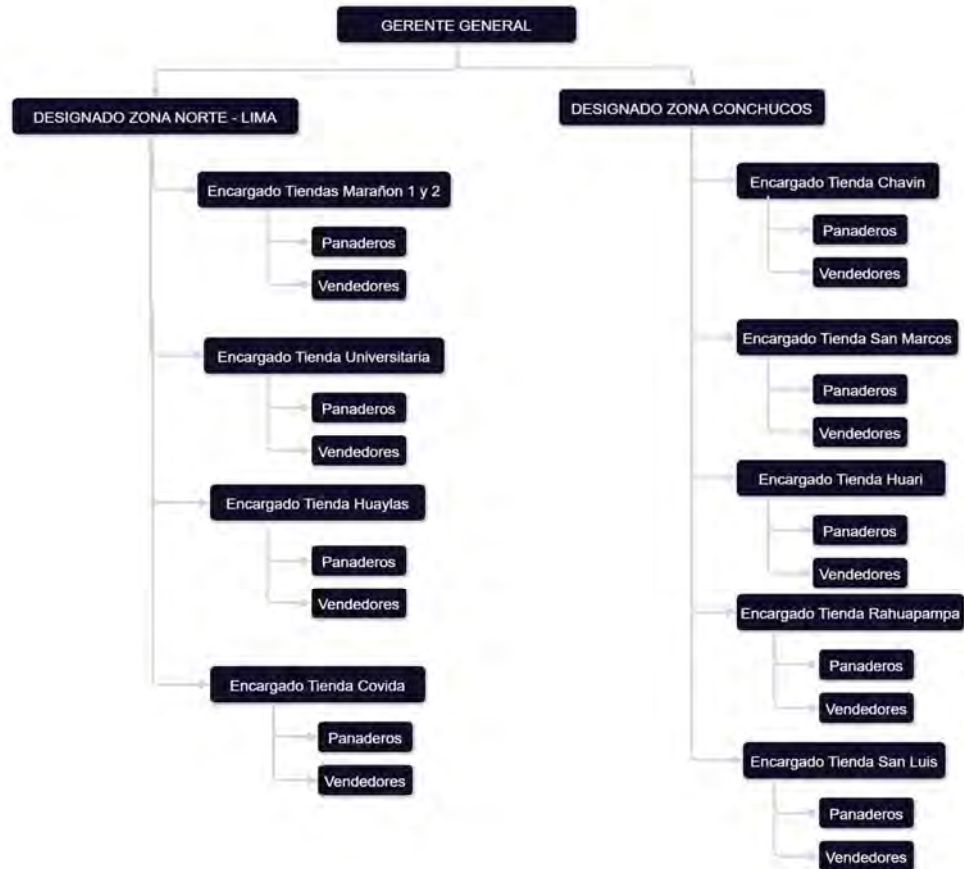 GERENTE GENERAL
DESIGNADO ZONA NORTE - LIMA
Encargado Tiendas Marañon 1 y 2
Panaderos
Vendedores
Encargado Tienda Universitaria
Panaderos
Vendedores
Encargado Tienda Huaylas
Panaderos
Vendedores
Encargado Tienda Covida
Panaderos
Vendedores
DESIGNADO ZONA CONCHUCOS
Encargado Tienda Chavin
Panaderos
Vendedores
Encargado Tienda San Marcos
Panaderos
Vendedores
Encargado Tienda Huari
Panaderos
Vendedores
Encargado Tienda Rahuapampa
Panaderos
Vendedores
Encargado Tienda San Luis
Panaderos
Vendedores